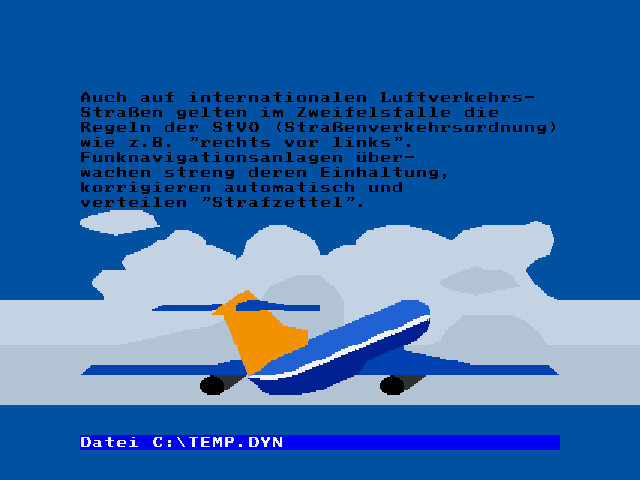 Auch auf internationalen Luftverkehrs-
Straßen gelten im Zweifelsfalle die
Regeln der StVO (Straßenverkehrsordnung)
wie z.B. "rechts vor links".
Funknavigationsanlagen über-
wachen streng deren Einhaltung,
korrigieren automatisch und
verteilen "Strafzettel".
Datei C:\TEMP.DYN